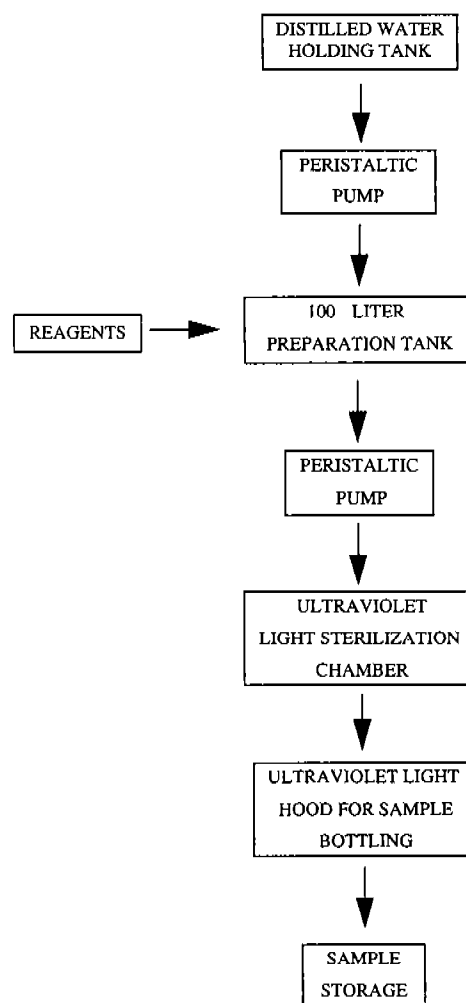 DISTILLED WATER
HOLDING TANK
PERISTALTIC
PUMP
REAGENTS
100 LITER
PREPARATION TANK
PERISTALTIC
PUMP
ULTRAVIOLET
LIGHT STERILIZATION
CHAMBER
ULTRAVIOLET LIGHT
HOOD FOR SAMPLE
BOTTLING
SAMPLE
STORAGE